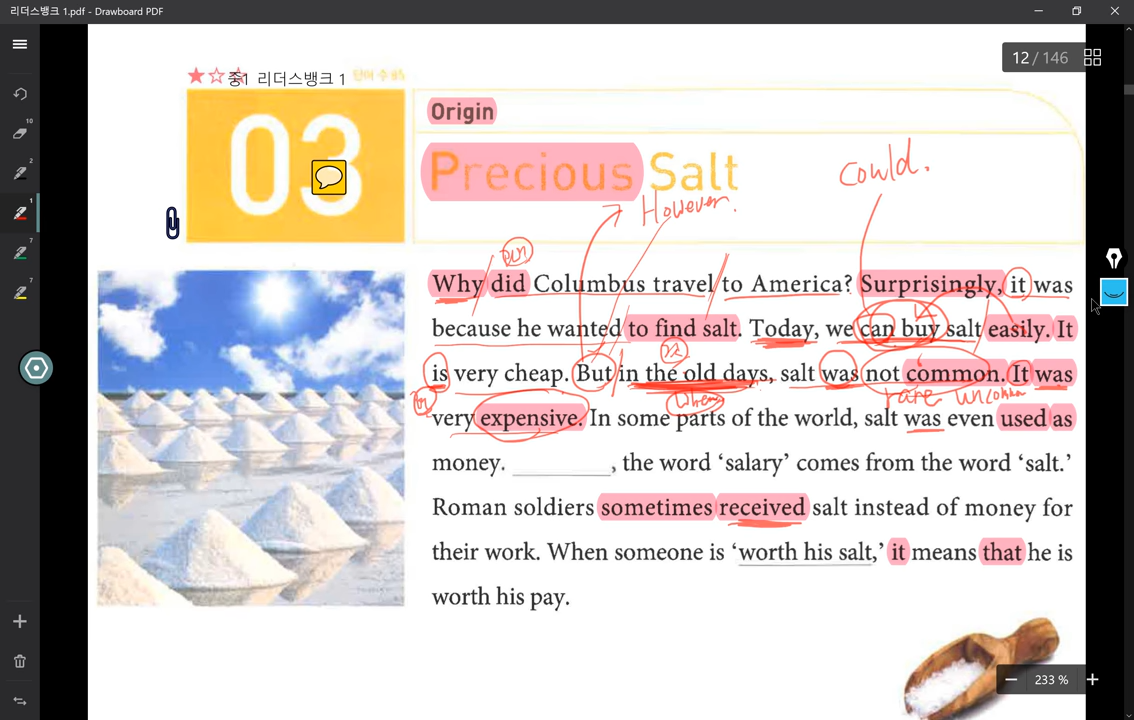 리더스뱅크 1.pdf - Drawboard PDF
12 / 146
중1 리더스뱅크 1
03
Origin
Precious Salt
could.
However.
Why did Columbus travel to America? Surprisingly, it was
because he wanted to find salt. Today, we can buy salt easily. It
is very cheap. But in the old days, salt was not common. It was
rare uncommon
very expensive. In some parts of the world, salt was even used as
money. ________, the word ‘salary’ comes from the word ‘salt.’
Roman soldiers sometimes received salt instead of money for
their work. When someone is ‘worth his salt,’ it means that he is
worth his pay.
10
2
1
7
7
233 %